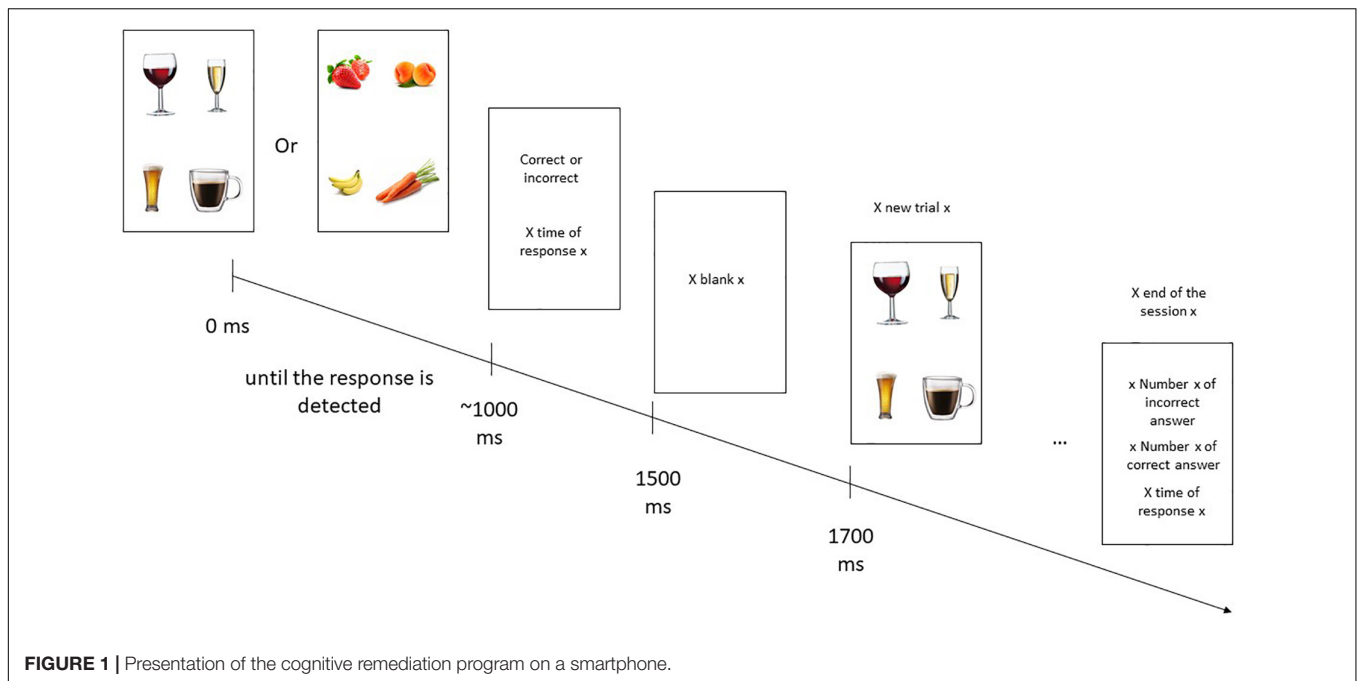 Or
Correct or
incorrect
X time of
response x
X blank x
X new trial x
X end of the
session x
x Number x of
incorrect
answer
x Number x of
correct answer
X time of
response x
...
0 ms
until the response is
detected
~1000
ms
1500
ms
1700
ms
FIGURE 1 | Presentation of the cognitive remediation program on a smartphone.